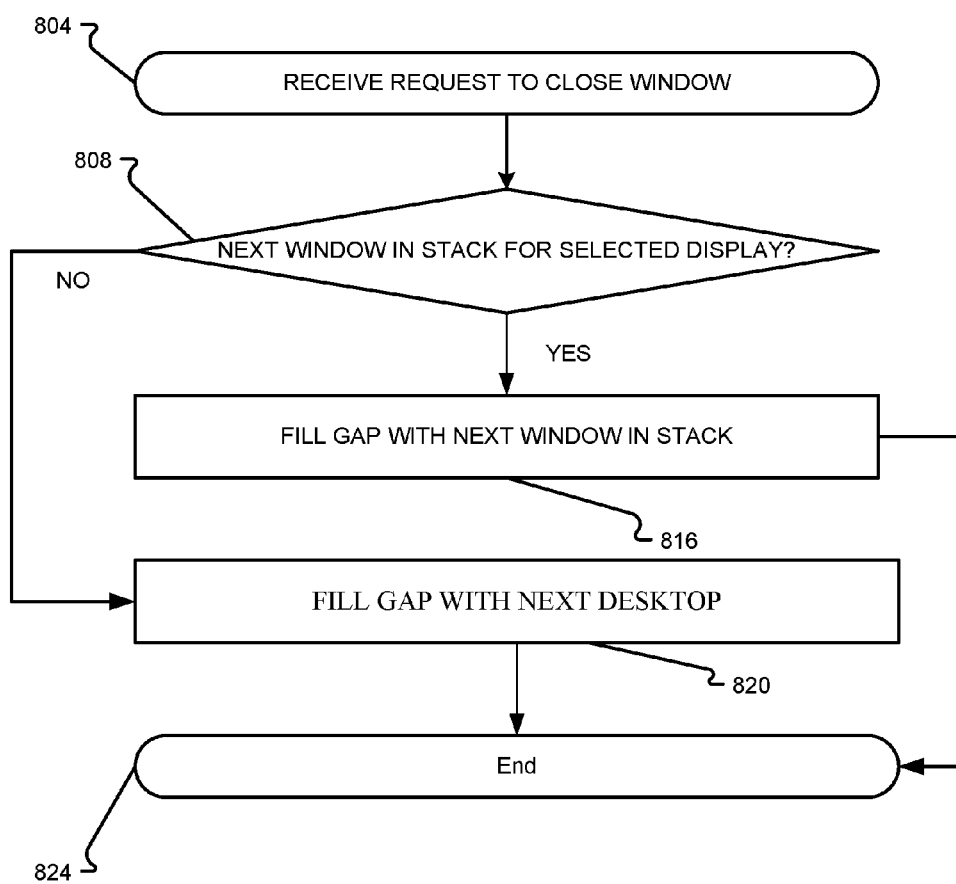 804
RECEIVE REQUEST TO CLOSE WINDOW
808
NEXT WINDOW IN STACK FOR SELECTED DISPLAY?
NO
YES
FILL GAP WITH NEXT WINDOW IN STACK
816
FILL GAP WITH NEXT DESKTOP
820
End
824